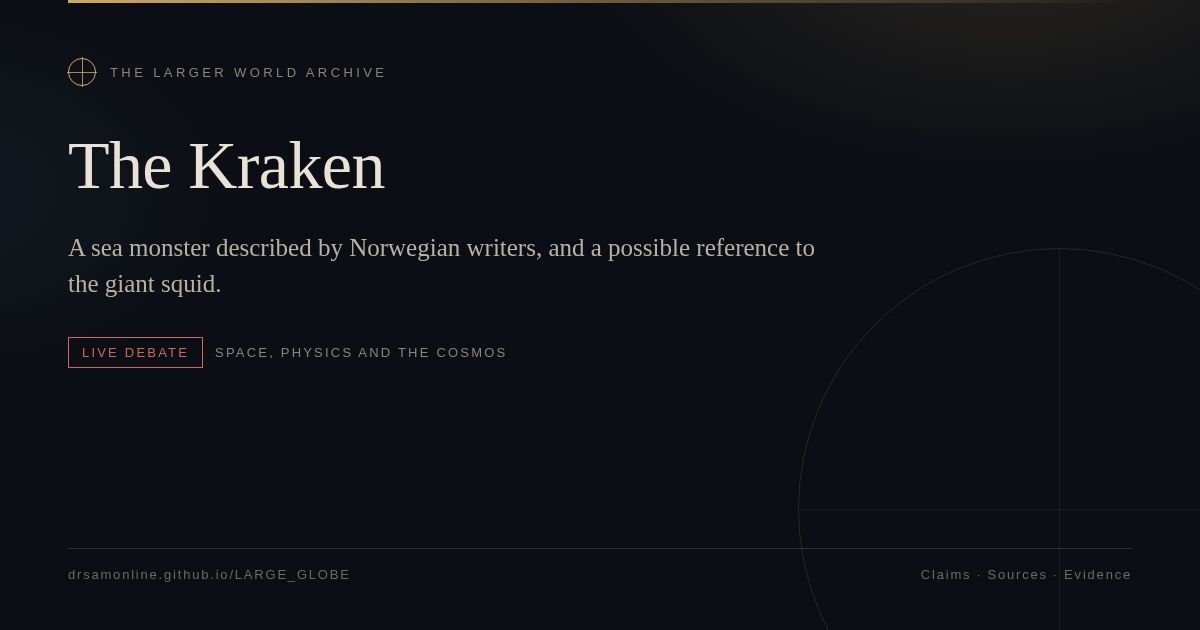 THE LARGER WORLD ARCHIVE
The Kraken
A sea monster described by Norwegian writers, and a possible reference to
the giant squid.
LIVE DEBATE SPACE, PHYSICS AND THE COSMOS
drsamonline.github.io/LARGE_GLOBE
Claims · Sources · Evidence